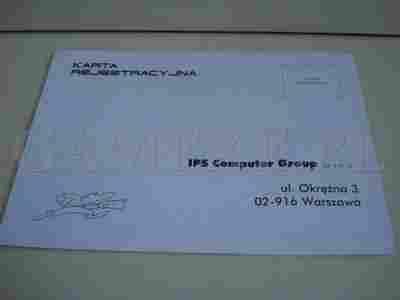 KARTA
REJESTRACYJNA
IPS Computer Group
ul. Okrężna 3,
02-916 Warszawa